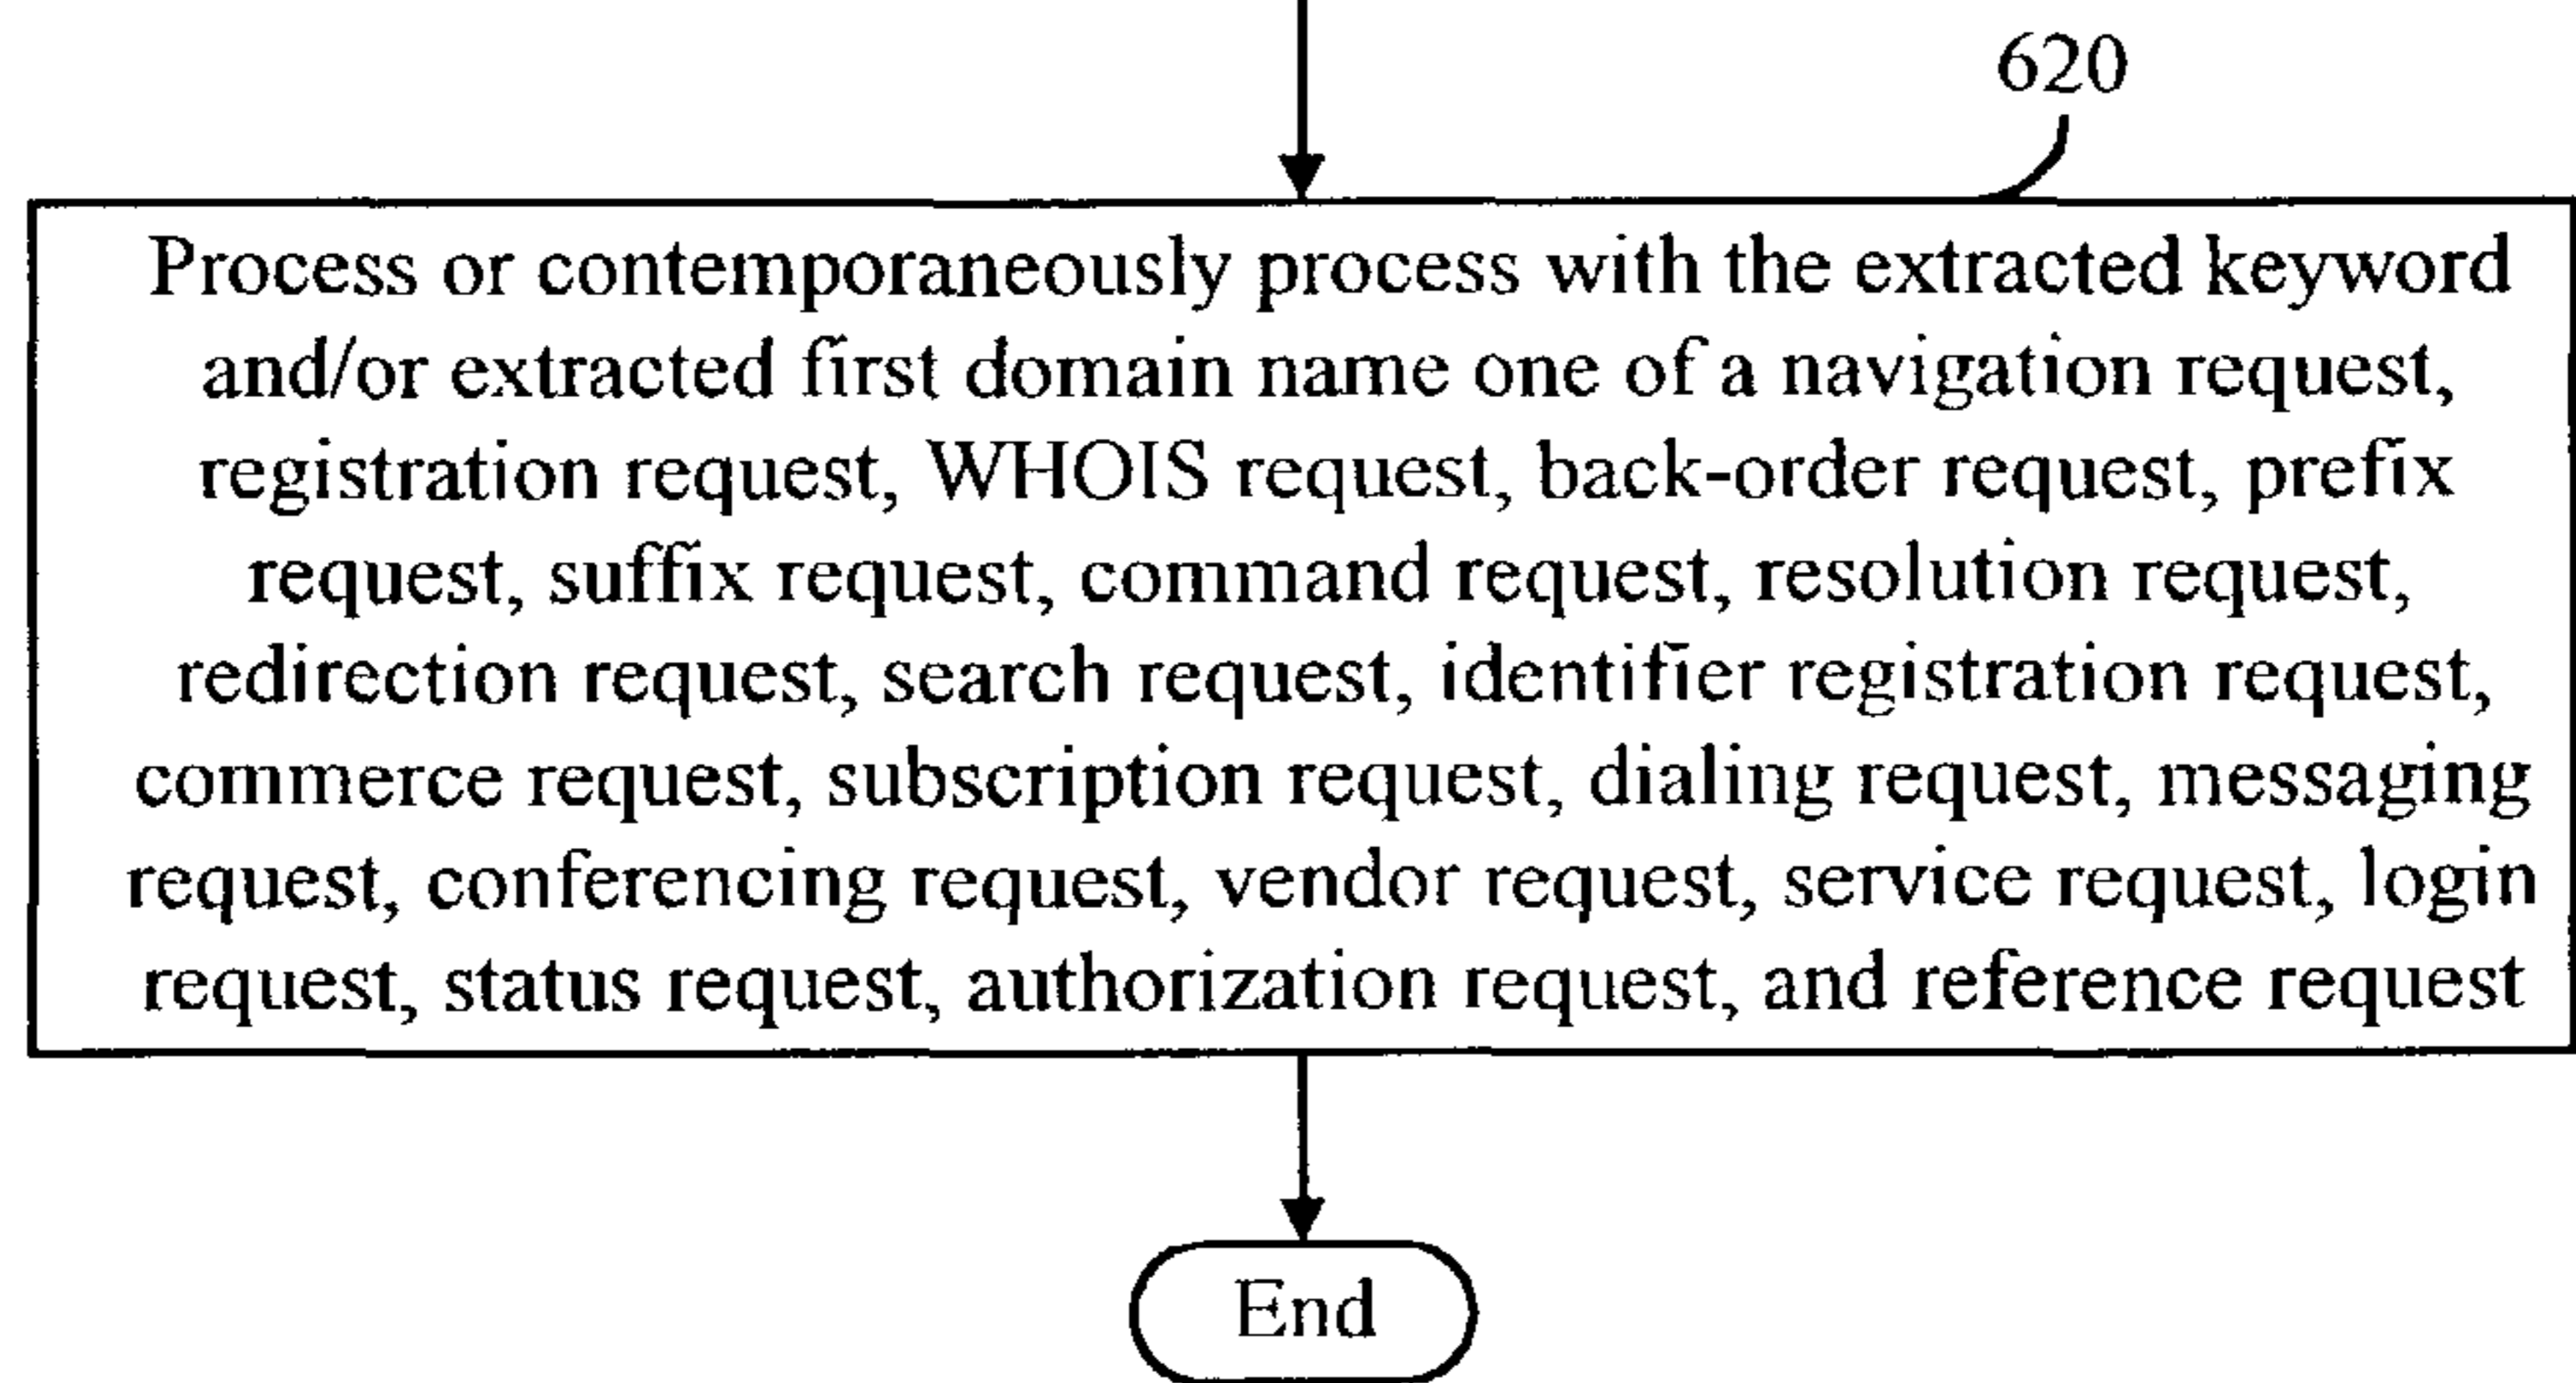 620
Process or contemporaneously process with the extracted keyword
and/or extracted first domain name one of a navigation request,
registration request, WHOIS request, back-order request, prefix
request, suffix request, command request, resolution request,
redirection request, search request, identifier registration request,
commerce request, subscription request, dialing request, messaging
request, conferencing request, vendor request, service request, login
request, status request, authorization request, and reference request
End